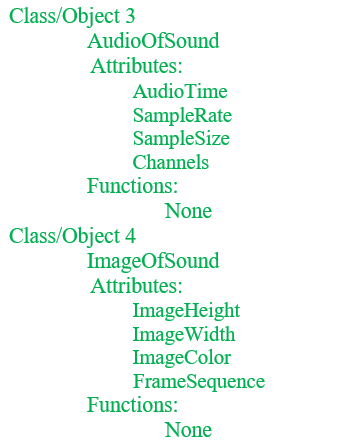 Class/Object 3
AudioOfSound
Attributes:
AudioTime
SampleRate
SampleSize
Channels
Functions:
None
Class/Object 4
ImageOfSound
Attributes:
ImageHeight
ImageWidth
ImageColor
FrameSequence
Functions:
None